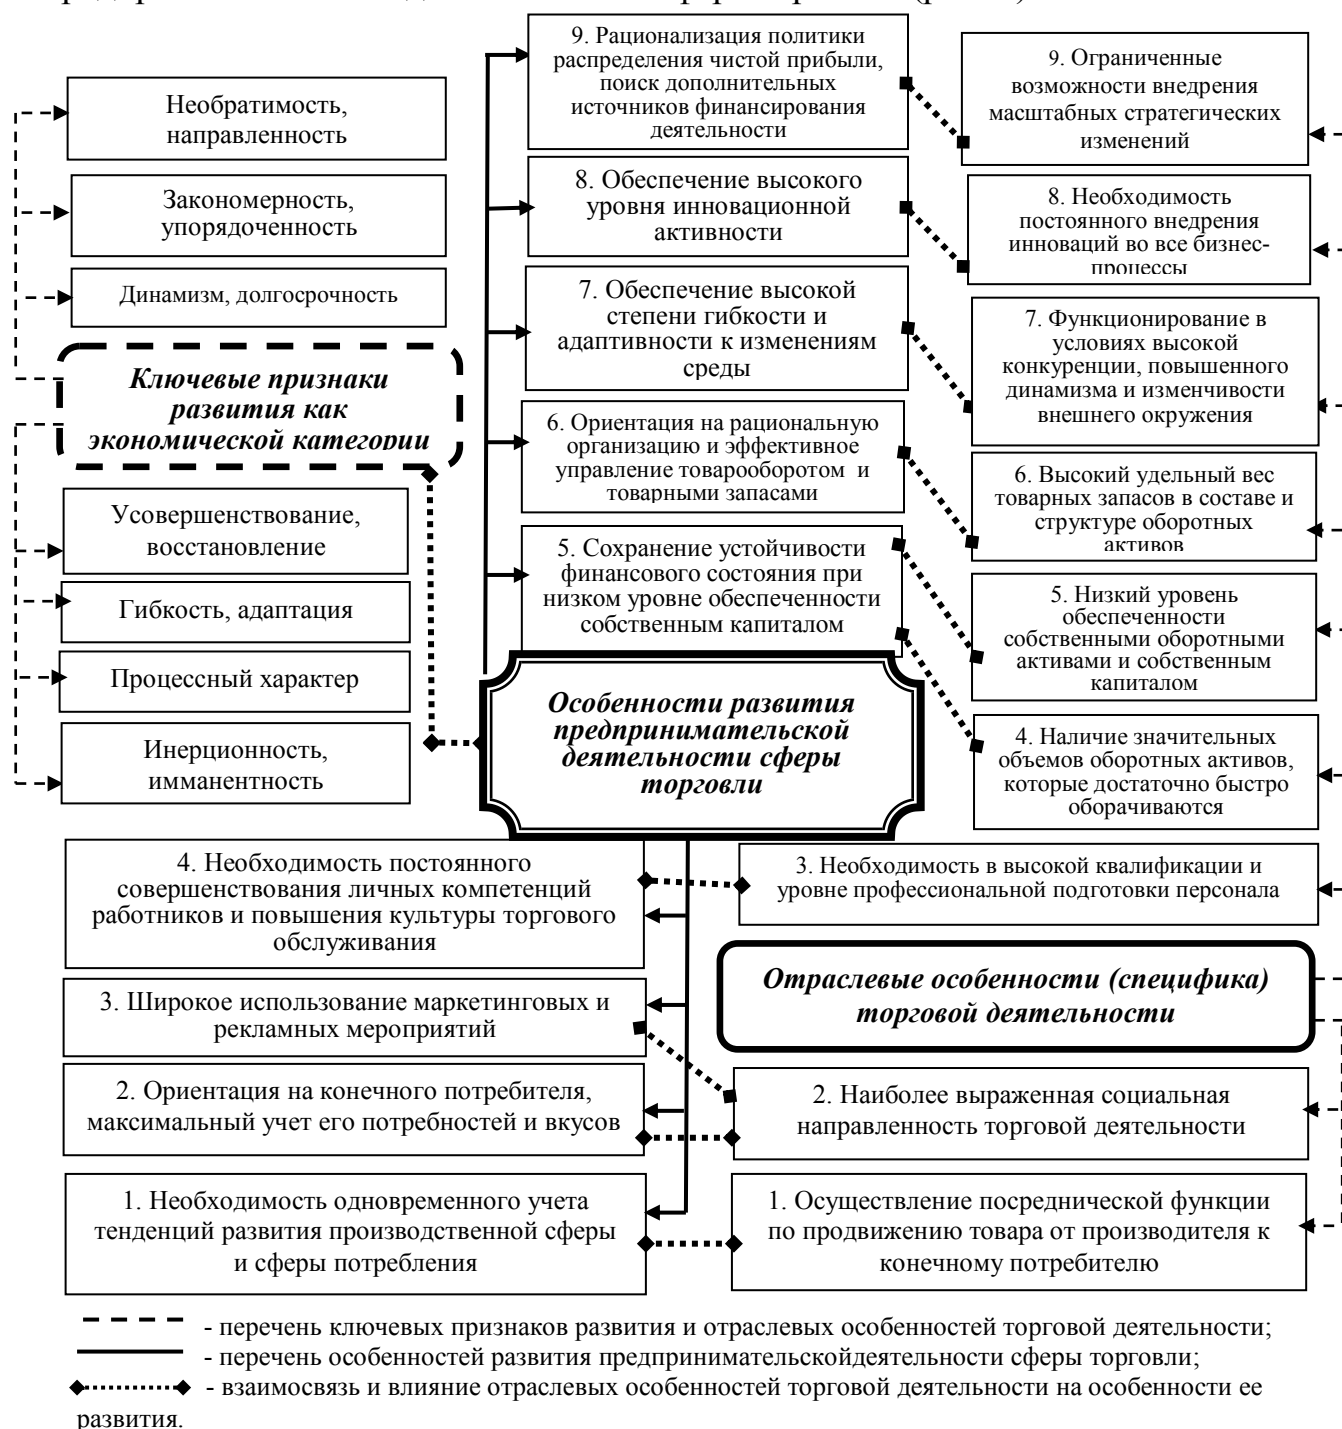 9. Рационализация политики
распределения чистой прибыли,
поиск дополнительных
источников финансирования
деятельности
9. Ограниченные
возможности внедрения
масштабных стратегических
изменений
Необратимость,
направленность
8. Обеспечение высокого
уровня инновационной
активности
8. Необходимость
постоянного внедрения
инноваций во все бизнес-
процессы
Закономерность,
упорядоченность
Динамизм, долгосрочность
7. Обеспечение высокой
степени гибкости и
адаптивности к изменениям
среды
7. Функционирование в
условиях высокой
конкуренции, повышенного
динамизма и изменчивости
внешнего окружения
Ключевые признаки
развития как
экономической категории
6. Ориентация на рациональную
организацию и эффективное
управление товарооборотом и
товарными запасами
6. Высокий удельный вес
товарных запасов в составе и
структуре оборотных
активов
Усовершенствование,
восстановление
5. Сохранение устойчивости
финансового состояния при
низком уровне обеспеченности
собственным капиталом
5. Низкий уровень
обеспеченности
собственными оборотными
активами и собственным
капиталом
Гибкость, адаптация
Процессный характер
Инерционность,
имманентность
Особенности развития
предпринимательской
деятельности сферы
торговли
4. Наличие значительных
объемов оборотных активов,
которые достаточно быстро
оборачиваются
4. Необходимость постоянного
совершенствования личных компетенций
работников и повышения культуры торгового
обслуживания
3. Необходимость в высокой квалификации и
уровне профессиональной подготовки персонала
Отраслевые особенности (специфика)
торговой деятельности
3. Широкое использование маркетинговых и
рекламных мероприятий
2. Ориентация на конечного потребителя,
максимальный учет его потребностей и вкусов
2. Наиболее выраженная социальная
направленность торговой деятельности
1. Необходимость одновременного учета
тенденций развития производственной сферы
и сферы потребления
1. Осуществление посреднической функции
по продвижению товара от производителя к
конечному потребителю
- перечень ключевых признаков развития и отраслевых особенностей торговой деятельности;
- перечень особенностей развития предпринимательскойдеятельности сферы торговли;
- взаимосвязь и влияние отраслевых особенностей торговой деятельности на особенности ее
развития.